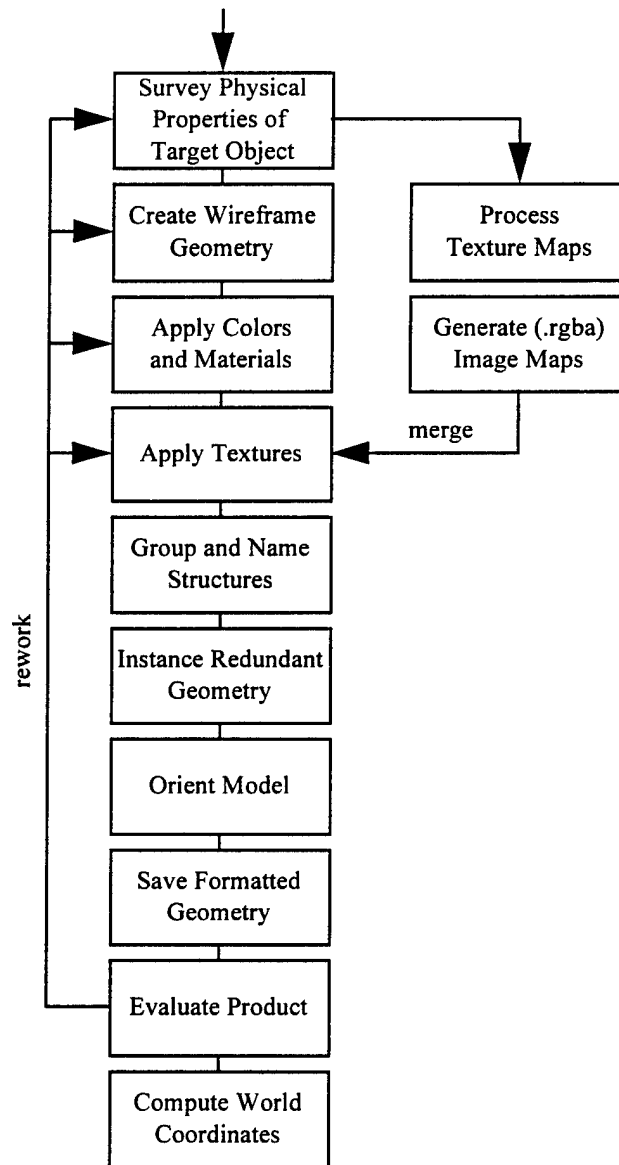 Survey Physical
Properties of
Target Object
Create Wireframe
Geometry
Process
Texture Maps
Apply Colors
and Materials
Generate (.rgba)
Image Maps
merge
Apply Textures
Group and Name
Structures
rework
Instance Redundant
Geometry
Orient Model
Save Formatted
Geometry
Evaluate Product
Compute World
Coordinates